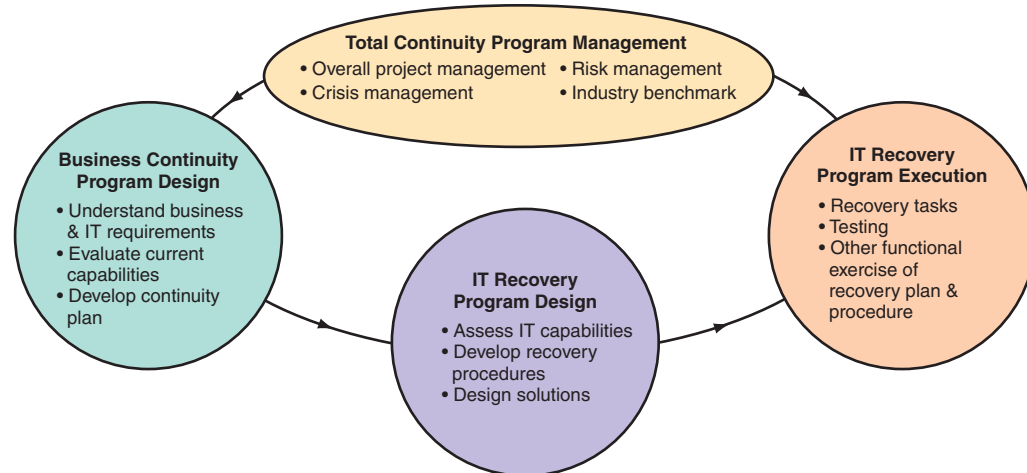 Total Continuity Program Management
• Overall project management • Risk management
• Crisis management • Industry benchmark
Business Continuity
Program Design
• Understand business
& IT requirements
• Evaluate current
capabilities
• Develop continuity
plan
IT Recovery
Program Design
• Assess IT capabilities
• Develop recovery
procedures
• Design solutions
IT Recovery
Program Execution
• Recovery tasks
• Testing
• Other functional
exercise of
recovery plan &
procedure